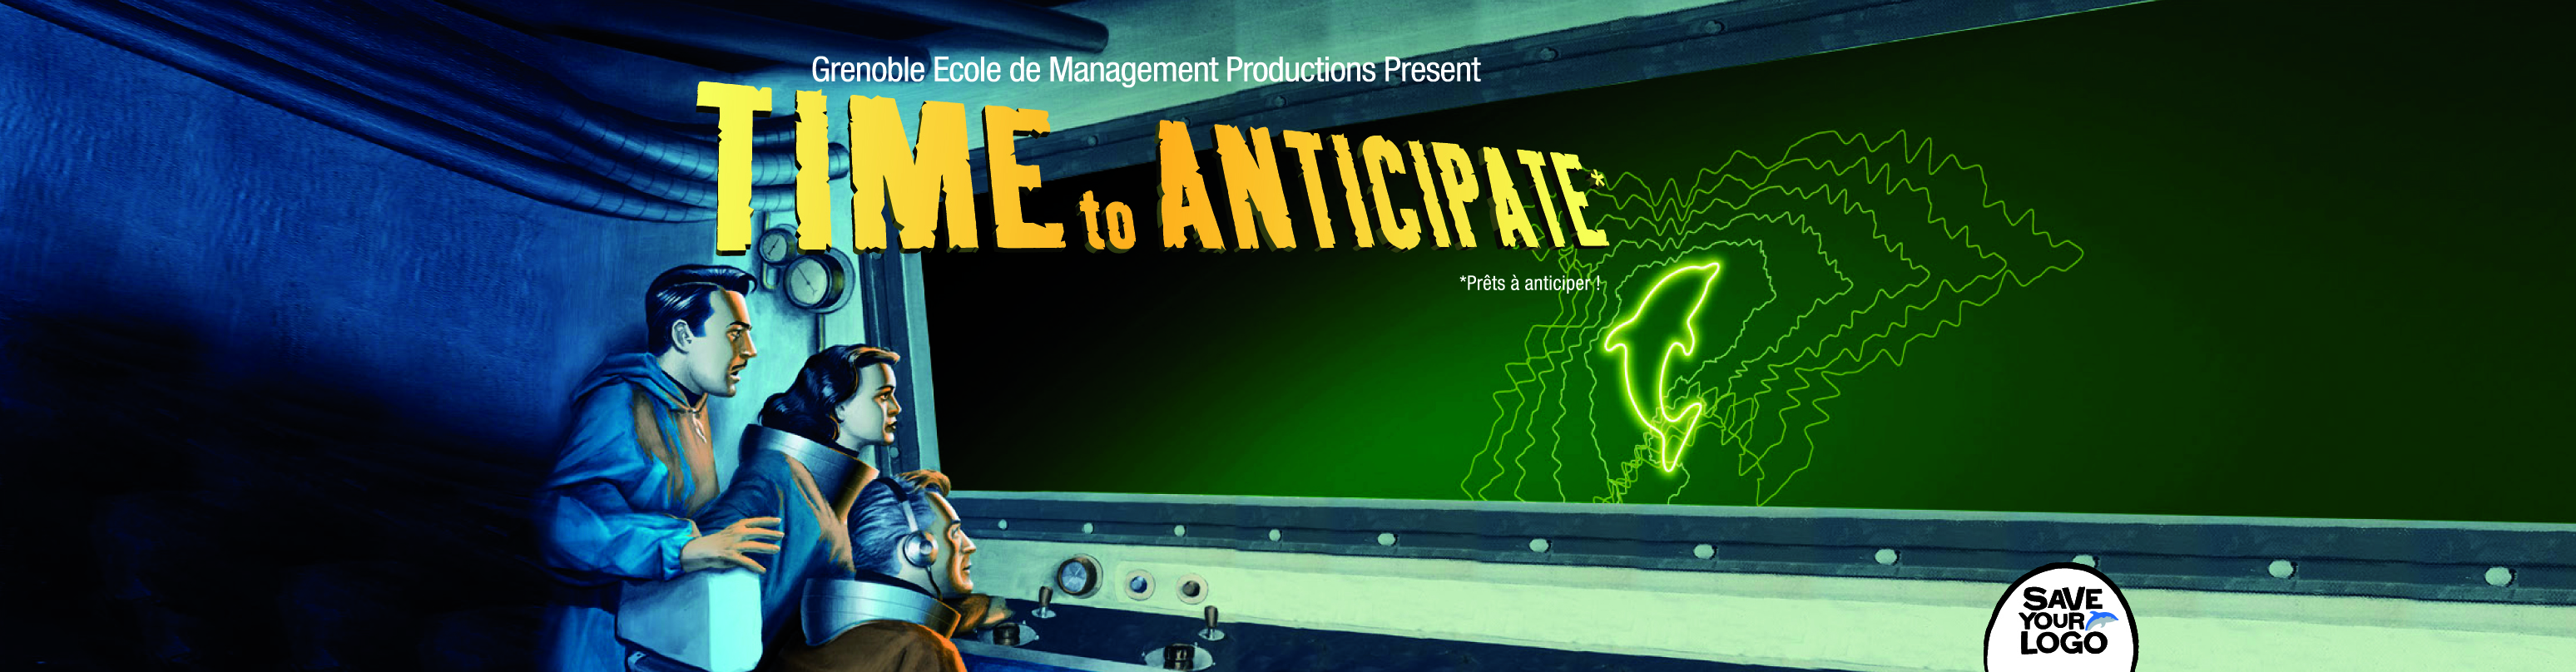 Grenoble Ecole de Management Productions Present
TIME to ANTICIPATE*
*Prêts à anticiper !
SAVE
YOUR
LOGO